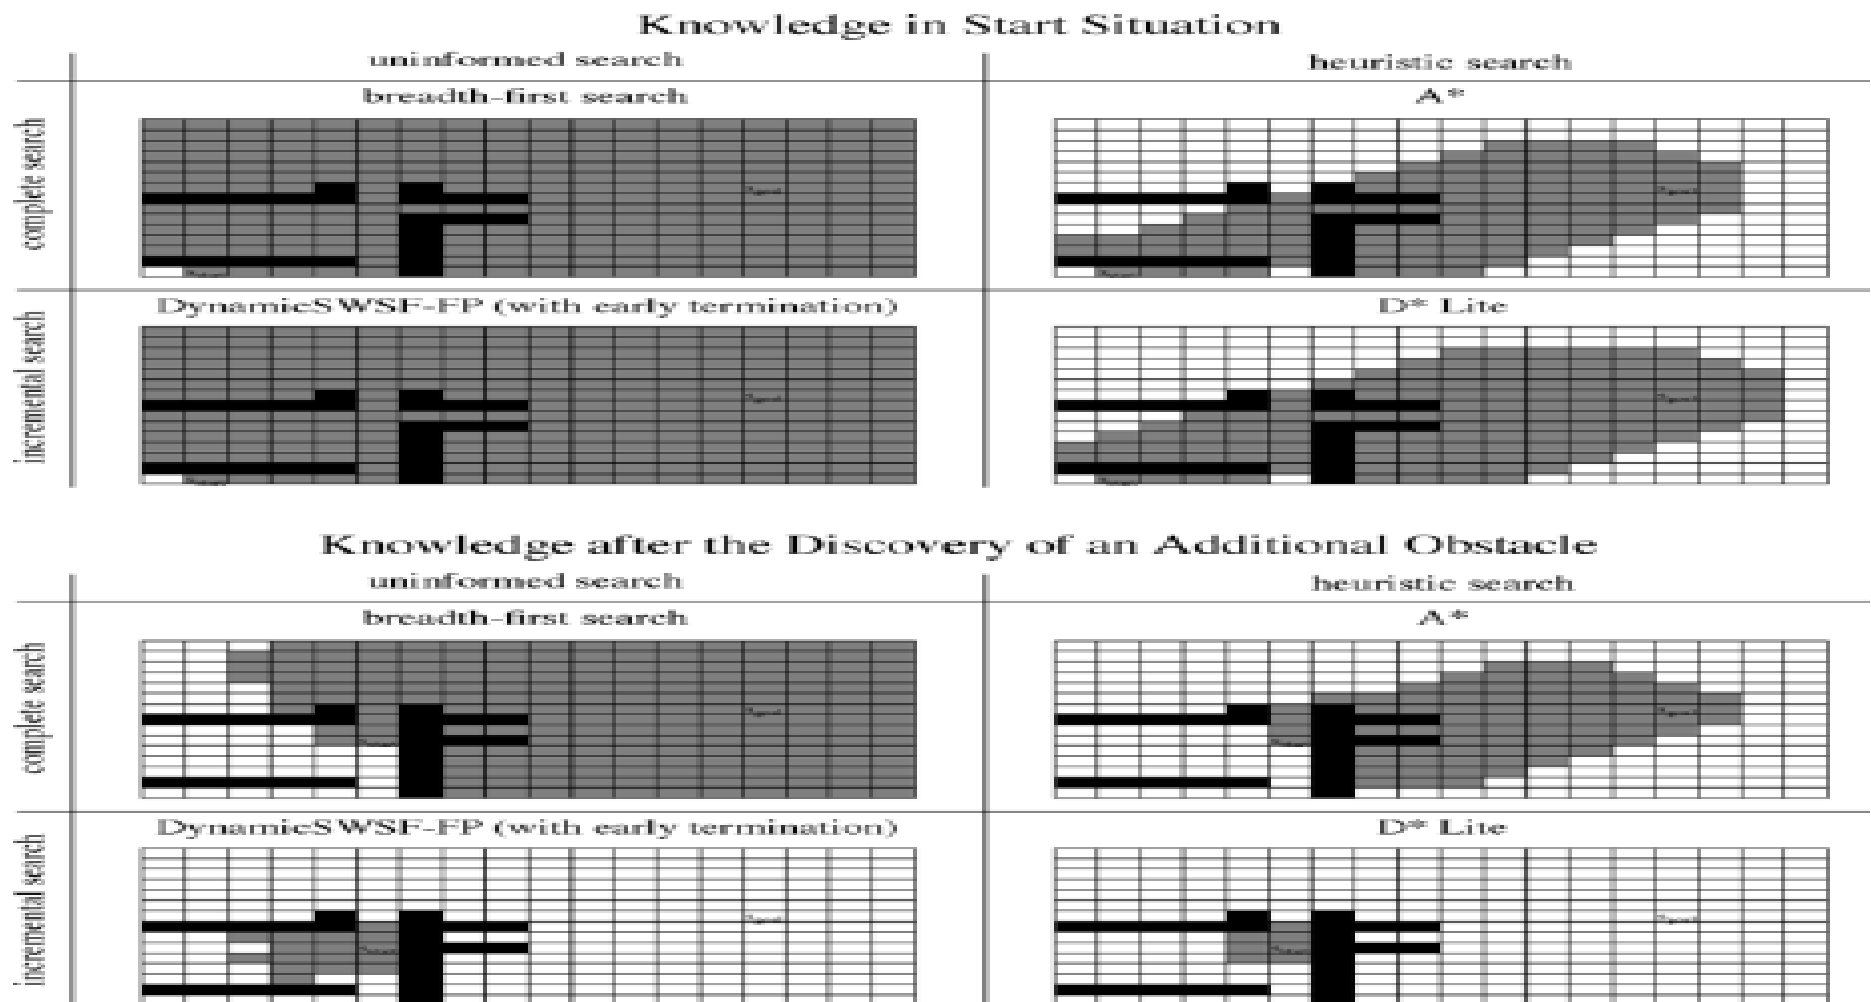 Knowledge in Start Situation
uninformed search
heuristic search
complete search
breadth-first search
A*
incremental search
DynamicSWSF-FP (with early termination)
D* Lite
Knowledge after the Discovery of an Additional Obstacle
uninformed search
heuristic search
complete search
breadth-first search
A*
incremental search
DynamicSWSF-FP (with early termination)
D* Lite